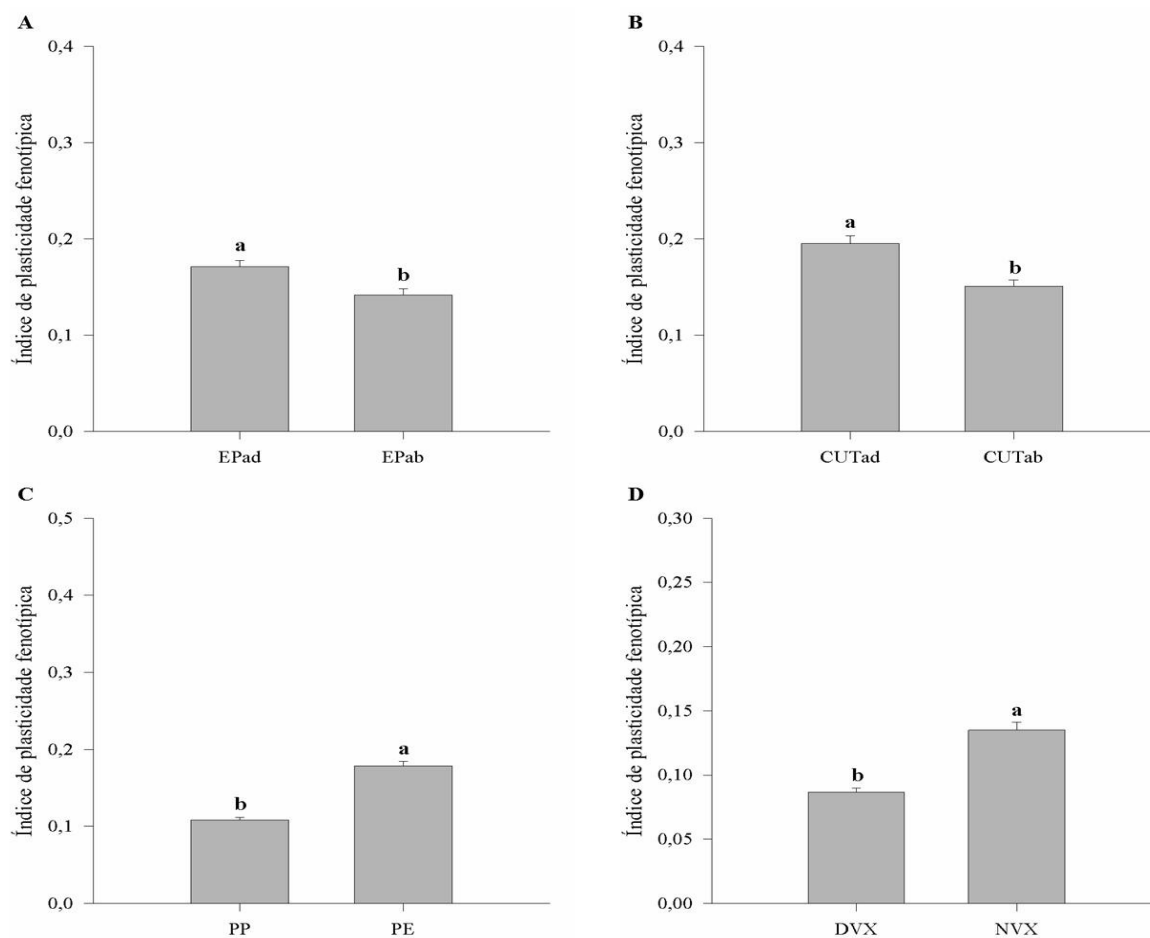 A
Índice de plasticidade fenotípica
0,4
0,3
0,2
0,1
0,0
a
b
EPad
EPab
B
Índice de plasticidade fenotípica
0,4
0,3
0,2
0,1
0,0
a
b
CUTad
CUTab
C
Índice de plasticidade fenotípica
0,5
0,4
0,3
0,2
0,1
0,0
b
a
PP
PE
D
Índice de plasticidade fenotípica
0,30
0,25
0,20
0,15
0,10
0,05
0,00
b
a
DVX
NVX